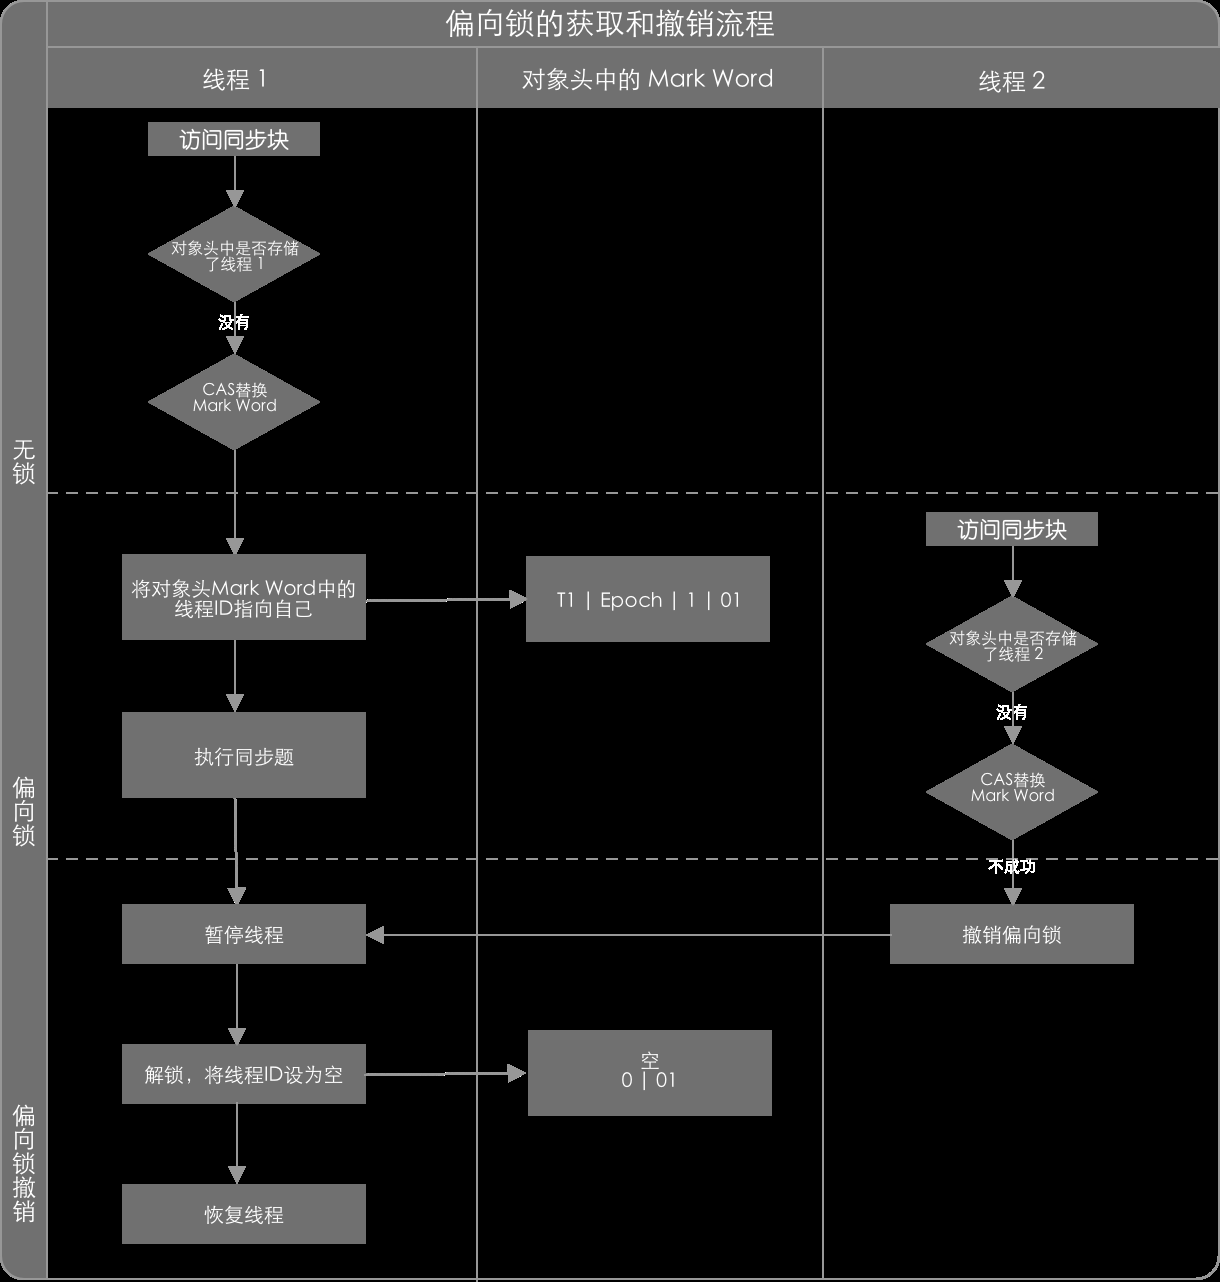 偏向锁的获取和撤销流程
线程 1
对象头中的 Mark Word
线程 2
无锁
访问同步块
对象头中是否存储
了线程 1
没有
CAS替换
Mark Word
偏向锁
将对象头Mark Word中的
线程ID指向自己
T1 | Epoch | 1 | 01
执行同步题
访问同步块
对象头中是否存储
了线程 2
没有
CAS替换
Mark Word
不成功
偏向锁撤销
暂停线程
撤销偏向锁
解锁，将线程ID设为空
空
0 | 01
恢复线程